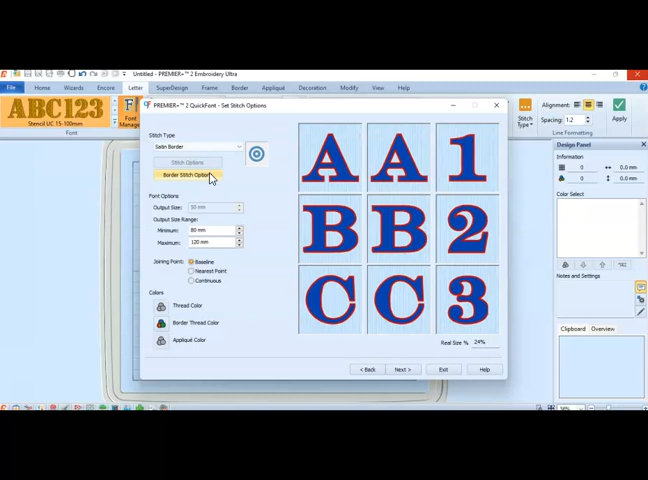 Untitled - PREMIER+™ 2 Embroidery Ultra
File Home Wizards Encore Letter SuperDesign Frame Border Appliqué Decoration Modify View Help
ABC123
Stencil UC 15-100mm
Font
Font Manager
Stitch Type
Alignment:
Spacing: 1.2
Line Formatting
Apply
PREMIER+™ 2 QuickFont - Set Stitch Options
Stitch Type
Satin Border
Stitch Options
Border Stitch Options
Font Options
Output Size: 50 mm
Output Size Range:
Minimum: 80 mm
Maximum: 120 mm
Joining Point: Baseline
Nearest Point
Continuous
Colors
Thread Color
Border Thread Color
Appliqué Color
A A 1
B B 2
C C 3
Real Size % 24%
< Back Next > Exit Help
Design Panel
Information
0 0.0 mm
0 0.0 mm
Color Select
Notes and Settings
Clipboard Overview